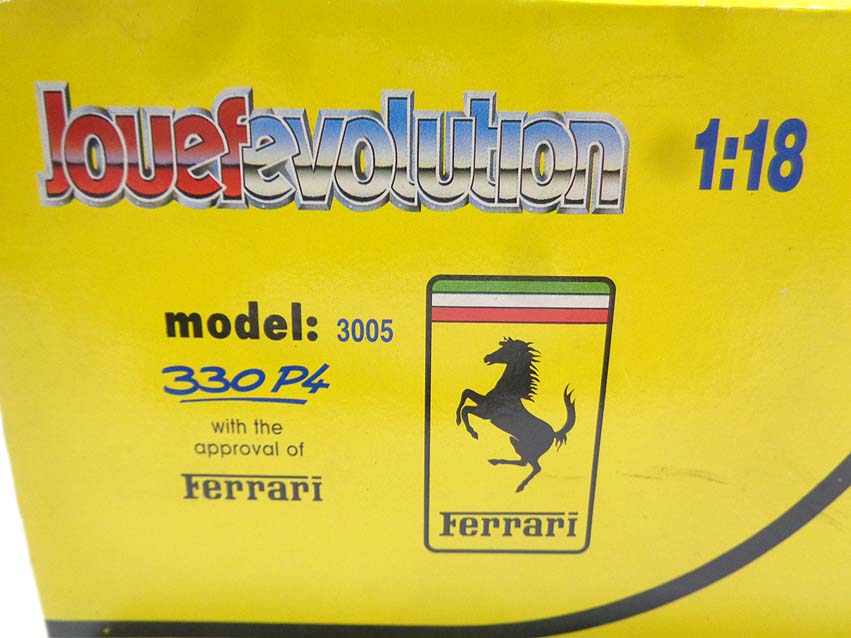 Jouefevolution 1:18
model: 3005
330 P4
with the
approval of
Ferrari
Ferrari